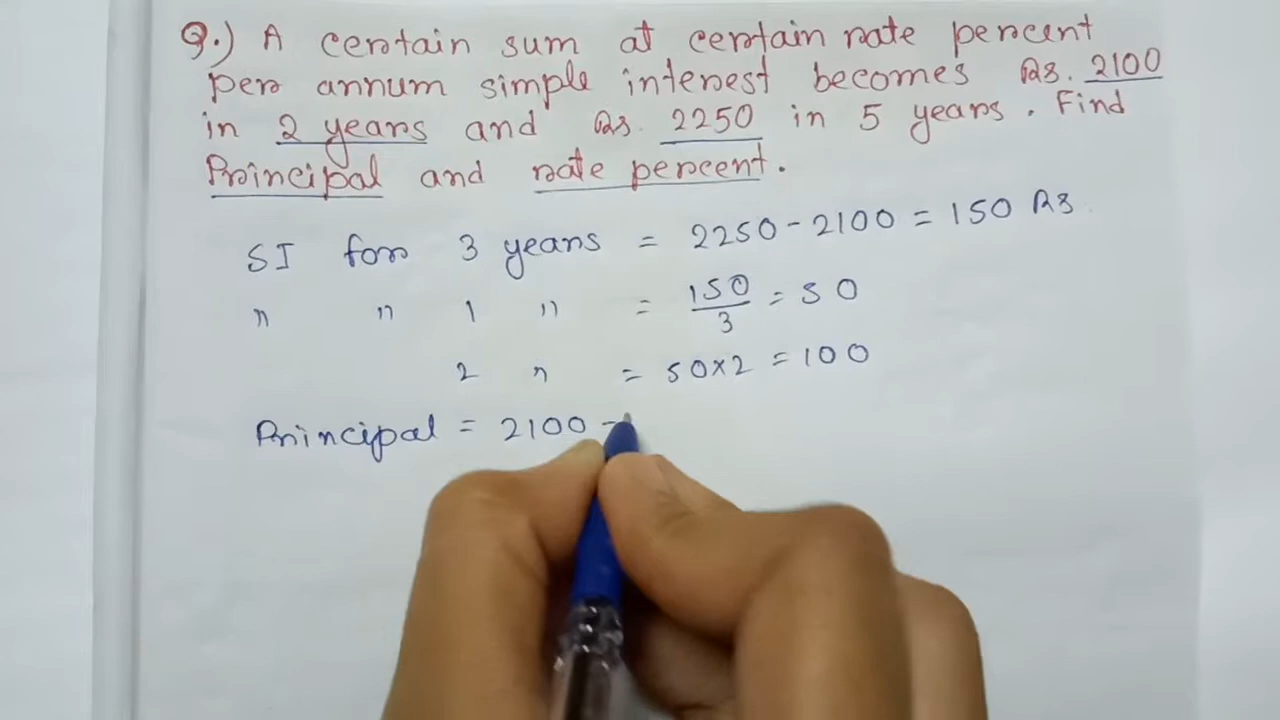 Q.) A certain sum at certain rate percent
per annum simple interest becomes Rs. 2100
in 2 years and Rs. 2250 in 5 years. Find
Principal and rate percent.
SI for 3 years = 2250 - 2100 = 150 Rs.
" " 1 " = 150/3 = 50
2 " = 50×2 = 100
Principal = 2100 -